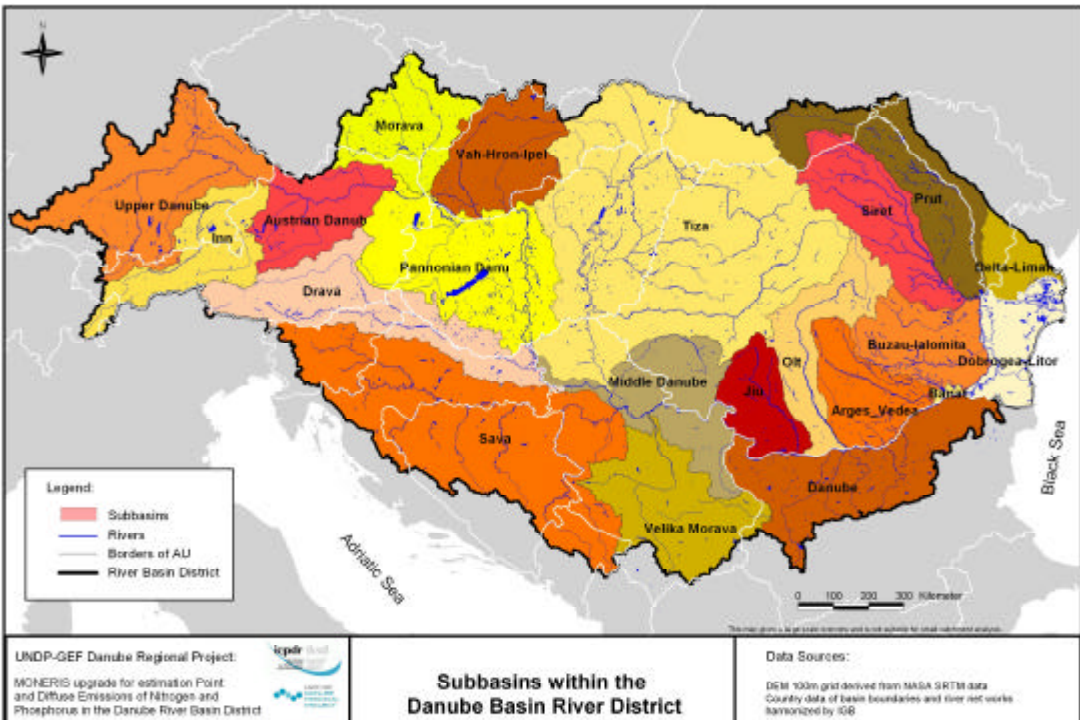 N
Morava
Vah-Hron-Ipel
Upper Danube
Austrian Danub
Inn
Siret
Prut
Tiza
Pannonian Danu
Delta-Liman
Drava
Buzau-Ialomita
Dobrogea-Litor
Olt
Middle Danube
Jiu
Banat
Arges_Vedea
Sava
Danube
Velika Morava
Black Sea
Adriatic Sea
Legend:
Subbasins
Rivers
Borders of AU
River Basin District
0 100 200 300 Kilometer
UNDP-GEF Danube Regional Project:
MONERIS upgrade for estimation Point
and Diffuse Emissions of Nitrogen and
Phosphorus in the Danube River Basin District
icpdr
Subbasins within the
Danube Basin River District
Data Sources:
DEM 100m grid derived from NASA SRTM data
Country data of basin boundaries and river net works
harmonized by IGB